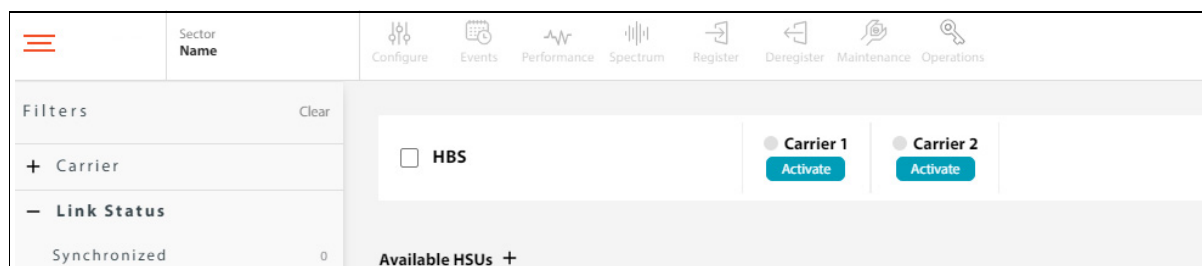 Sector
Name
Configure Events Performance Spectrum Register Deregister Maintenance Operations
Filters Clear
+ Carrier
− Link Status
Synchronized 0
HBS
Carrier 1 Carrier 2
Activate Activate
Available HSUs +